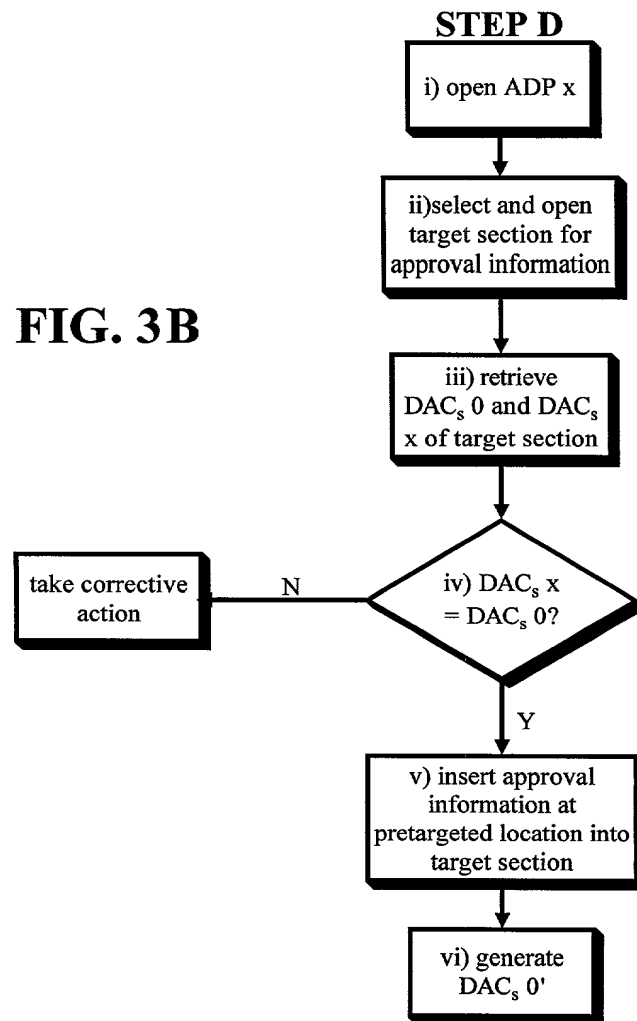 STEP D
i) open ADP x
ii)select and open
target section for
approval information
FIG. 3B
iii) retrieve
DACs 0 and DACs
x of target section
take corrective
action
N
iv) DACs x
= DACs 0?
Y
v) insert approval
information at
pretargeted location into
target section
vi) generate
DACs 0'